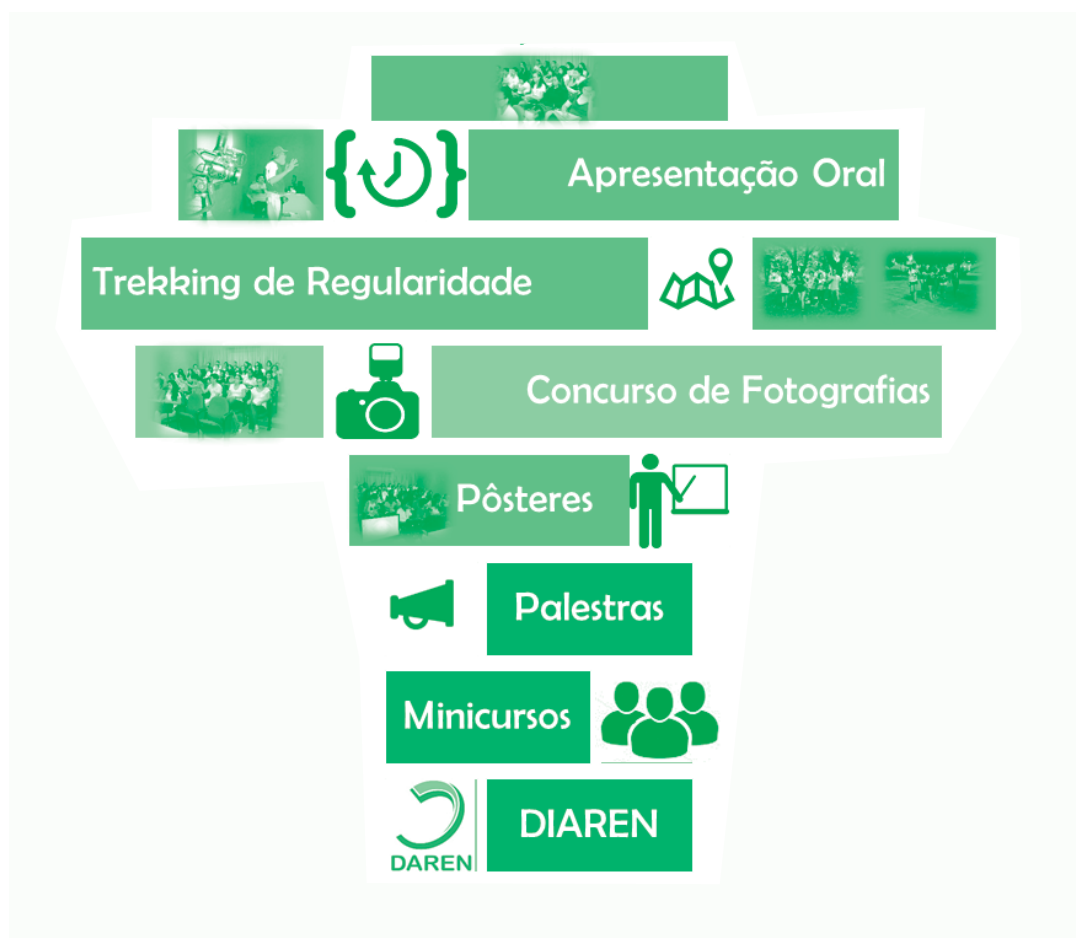 Apresentação Oral
Trekking de Regularidade
Concurso de Fotografias
Pôsteres
Palestras
Minicursos
DIAREN
DAREN